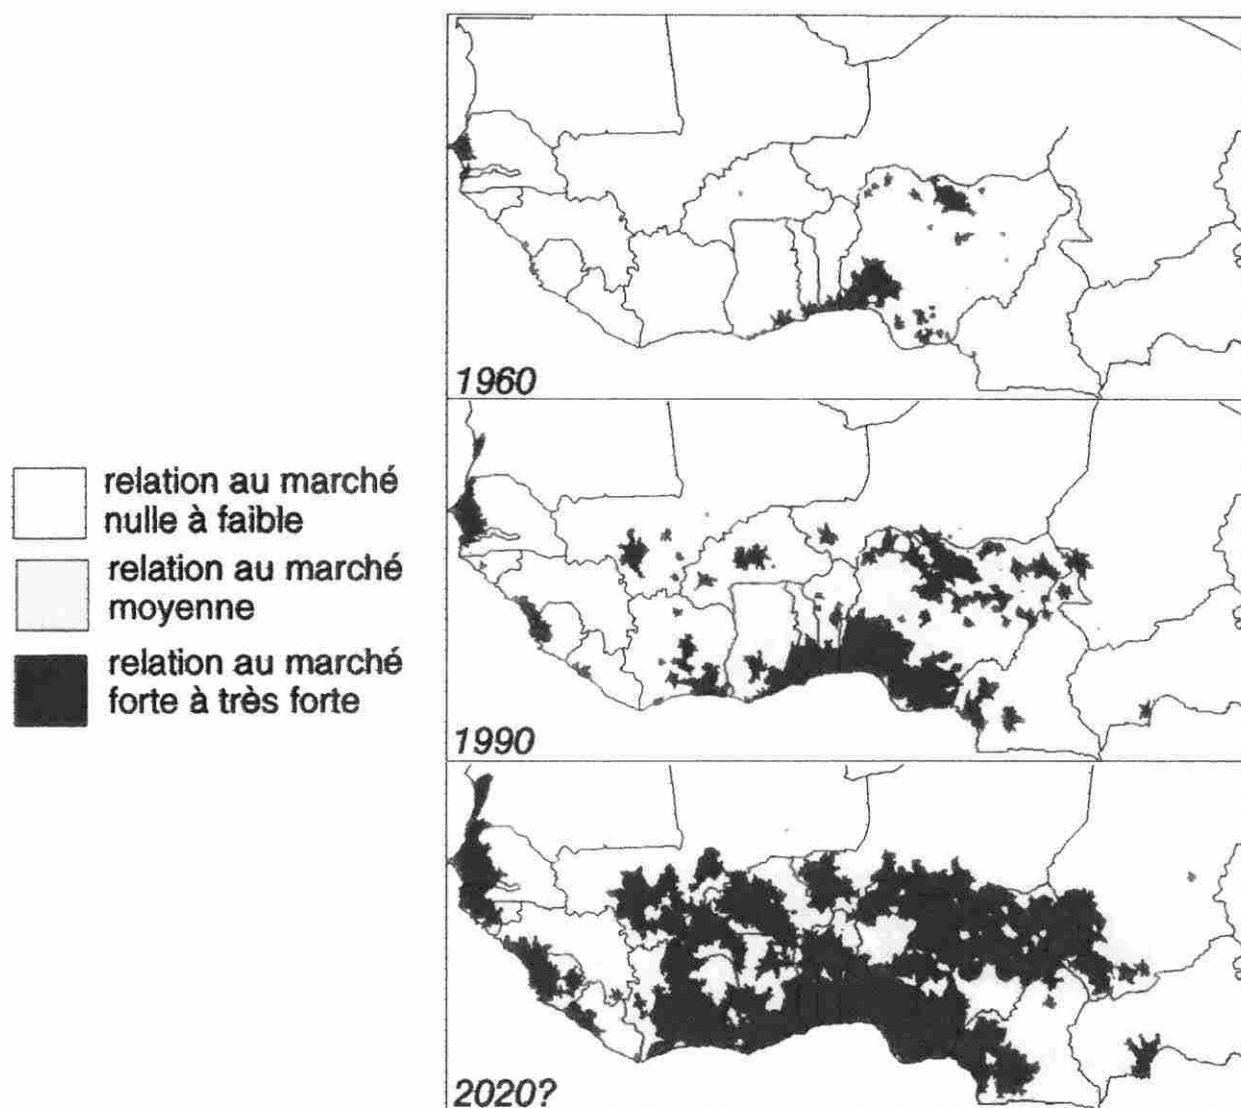 1960
relation au marché
nulle à faible
relation au marché
moyenne
relation au marché
forte à très forte
1990
2020?